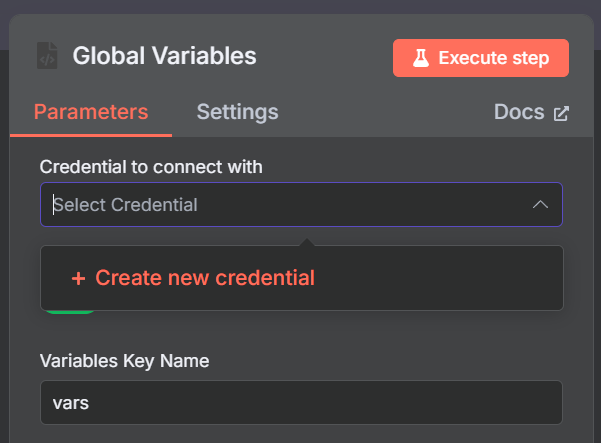 Global Variables
Execute step
Parameters
Settings
Docs
Credential to connect with
Select Credential
+ Create new credential
Variables Key Name
vars